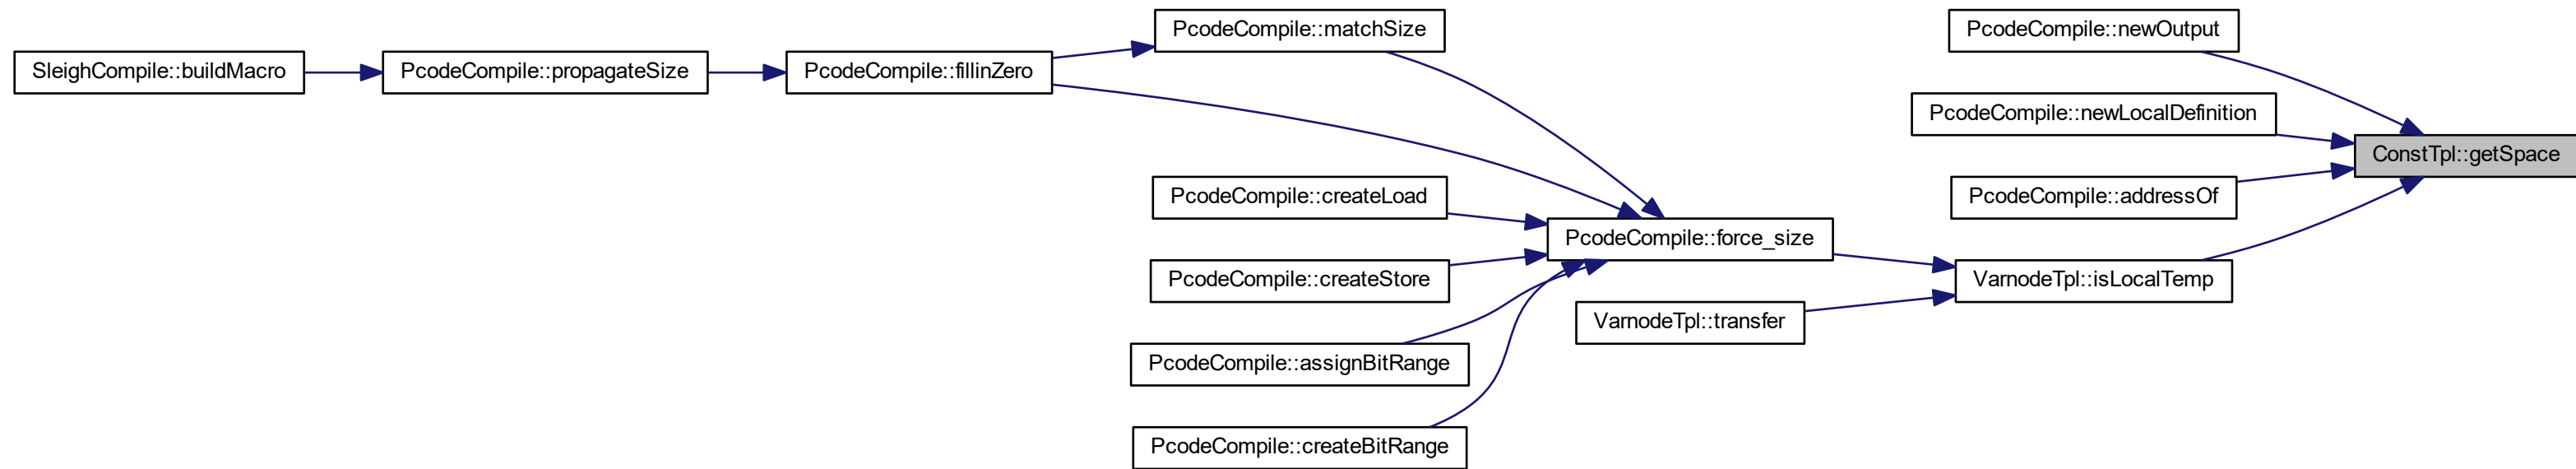 PcodeCompile::matchSize
PcodeCompile::newOutput
SleighCompile::buildMacro
PcodeCompile::propagateSize
PcodeCompile::fillinZero
PcodeCompile::newLocalDefinition
ConstTpl::getSpace
PcodeCompile::createLoad
PcodeCompile::addressOf
PcodeCompile::force_size
PcodeCompile::createStore
VarnodeTpl::isLocalTemp
VarnodeTpl::transfer
PcodeCompile::assignBitRange
PcodeCompile::createBitRange